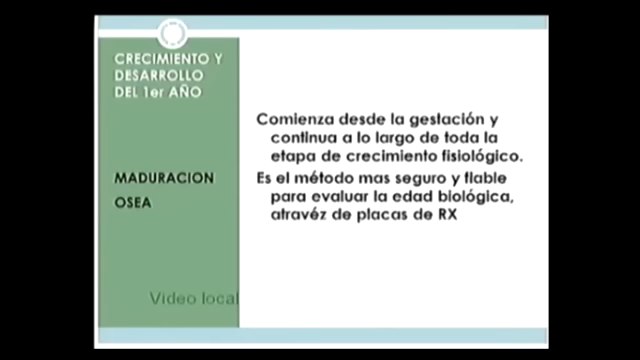 CRECIMIENTO Y
DESARROLLO
DEL 1er AÑO
MADURACION
OSEA
Comienza desde la gestación y
continua a lo largo de toda la
etapa de crecimiento fisiológico.
Es el método mas seguro y fiable
para evaluar la edad biológica,
atravéz de placas de RX
Video local